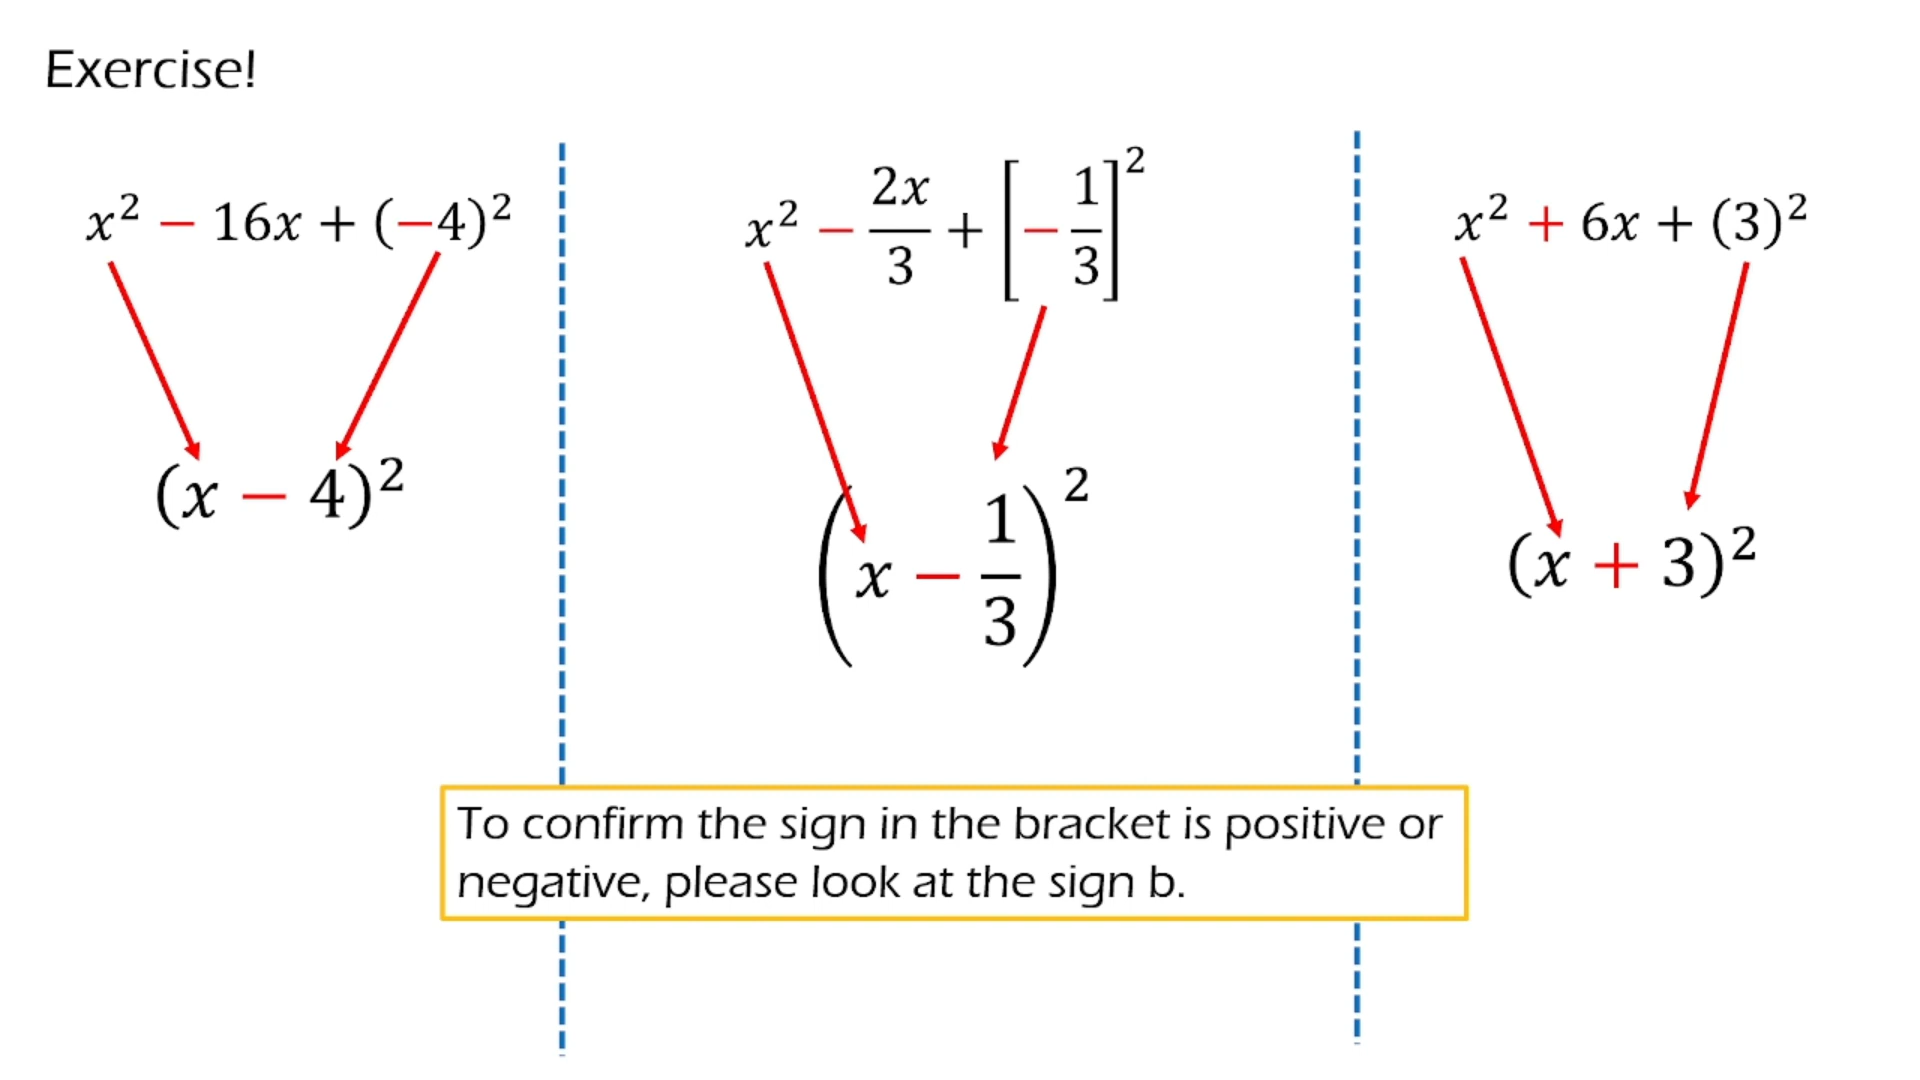 Exercise!
x² − 16x + (−4)²
(x − 4)²
x² − 2x/3 + [−1/3]²
(x − 1/3)²
x² + 6x + (3)²
(x + 3)²
To confirm the sign in the bracket is positive or
negative, please look at the sign b.